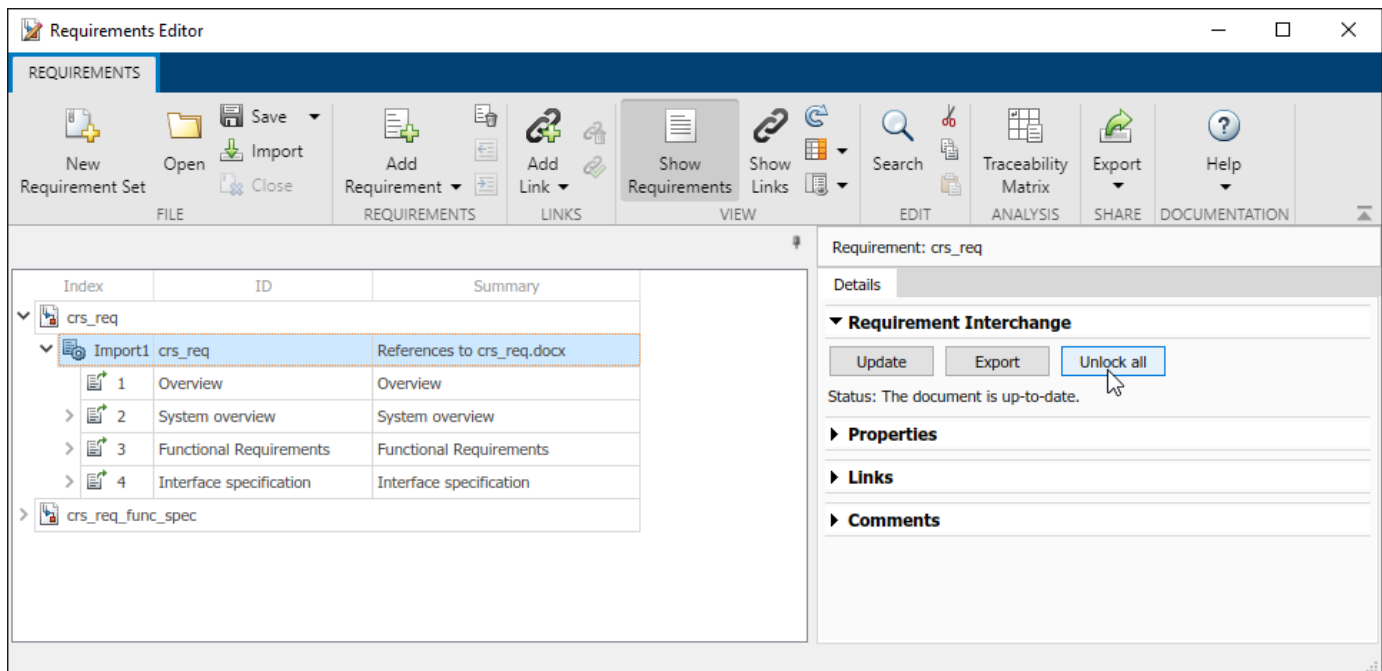 Requirements Editor
REQUIREMENTS
Save
Import
Close
New
Requirement Set
Open
Add
Requirement
Add
Link
Show
Requirements
Show
Links
Search
Traceability
Matrix
Export
Help
FILE REQUIREMENTS LINKS VIEW EDIT ANALYSIS SHARE DOCUMENTATION
Index ID Summary
crs_req
Import1 crs_req References to crs_req.docx
1 Overview Overview
2 System overview System overview
3 Functional Requirements Functional Requirements
4 Interface specification Interface specification
crs_req_func_spec
Requirement: crs_req
Details
Requirement Interchange
Update Export Unlock all
Status: The document is up-to-date.
Properties
Links
Comments